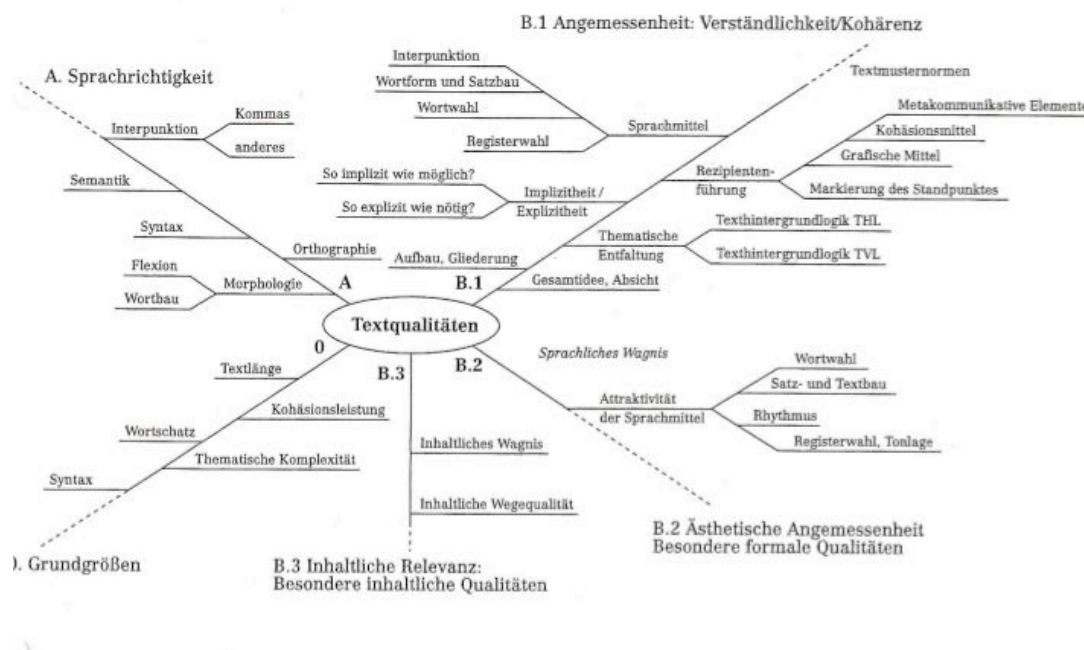 B.1 Angemessenheit: Verständlichkeit/Kohärenz
A. Sprachrichtigkeit
Interpunktion
Kommas
anderes
Semantik
Syntax
Orthographie
Flexion
Wortbau
Morphologie
A
Interpunktion
Wortform und Satzbau
Wortwahl
Registerwahl
Sprachmittel
Textmusternormen
Metakommunikative Elemente
Kohäsionsmittel
Grafische Mittel
Markierung des Standpunktes
Rezipienten-
führung
So implizit wie möglich?
So explizit wie nötig?
Implizitheit /
Explizitheit
Thematische
Entfaltung
Texthintergrundlogik THL
Texthintergrundlogik TVL
Aufbau, Gliederung
Gesamtidee, Absicht
B.1
Textqualitäten
0
B.3
B.2
Textlänge
Kohäsionsleistung
Wortschatz
Thematische Komplexität
Syntax
). Grundgrößen
Inhaltliches Wagnis
Inhaltliche Wegequalität
B.3 Inhaltliche Relevanz:
Besondere inhaltliche Qualitäten
Sprachliches Wagnis
Attraktivität
der Sprachmittel
Wortwahl
Satz- und Textbau
Rhythmus
Registerwahl, Tonlage
B.2 Ästhetische Angemessenheit
Besondere formale Qualitäten